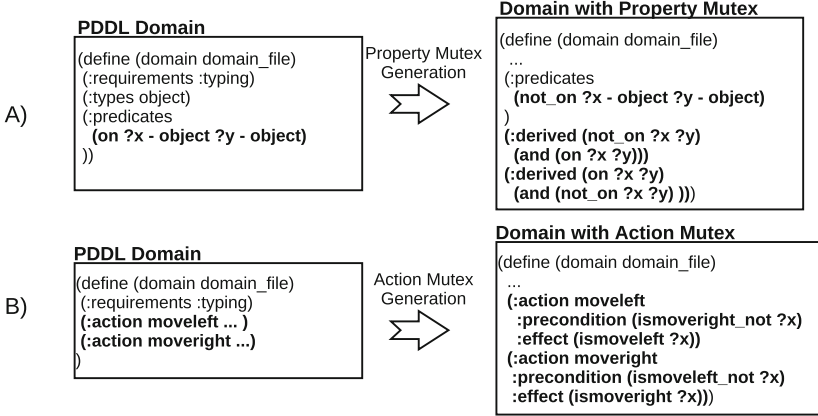 A)
PDDL Domain
(define (domain domain_file)
(:requirements :typing)
(:types object)
(:predicates
(on ?x - object ?y - object)
))
Property Mutex
Generation
Domain with Property Mutex
(define (domain domain_file)
...
(:predicates
(not_on ?x - object ?y - object)
)
(:derived (not_on ?x ?y)
(and (on ?x ?y)))
(:derived (on ?x ?y)
(and (not_on ?x ?y) )))
B)
PDDL Domain
(define (domain domain_file)
(:requirements :typing)
(:action moveleft ... )
(:action moveright ...)
)
Action Mutex
Generation
Domain with Action Mutex
(define (domain domain_file)
...
(:action moveleft
:precondition (ismoveright_not ?x)
:effect (ismoveleft ?x))
(:action moveright
:precondition (ismoveleft_not ?x)
:effect (ismoveright ?x)))